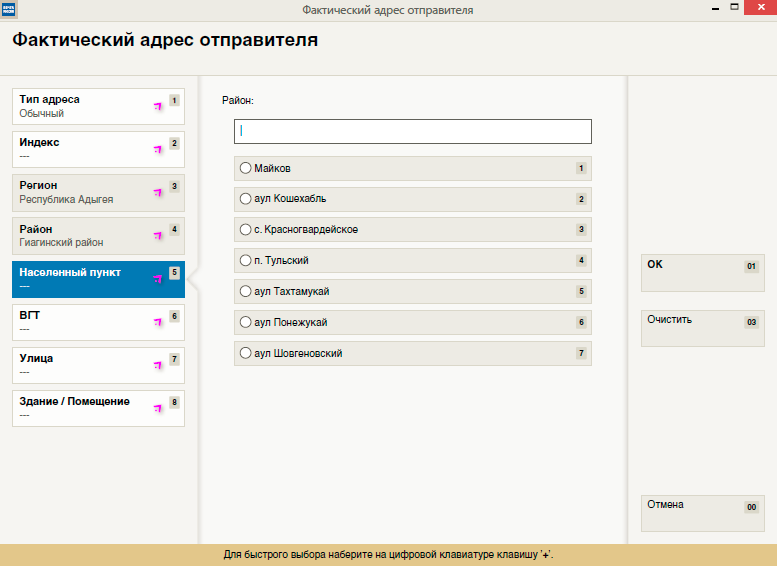 Фактический адрес отправителя
Фактический адрес отправителя
Тип адреса 1
Обычный
Индекс 2
---
Регион 3
Республика Адыгея
Район 4
Гиагинский район
Населенный пункт 5
---
ВГТ 6
---
Улица 7
---
Здание / Помещение 8
---
Район:
Майков 1
аул Кошехабль 2
с. Красногвардейское 3
п. Тульский 4
аул Тахтамукай 5
аул Понежукай 6
аул Шовгеновский 7
ОК 01
Очистить 03
Отмена 00
Для быстрого выбора наберите на цифровой клавиатуре клавишу '+'.